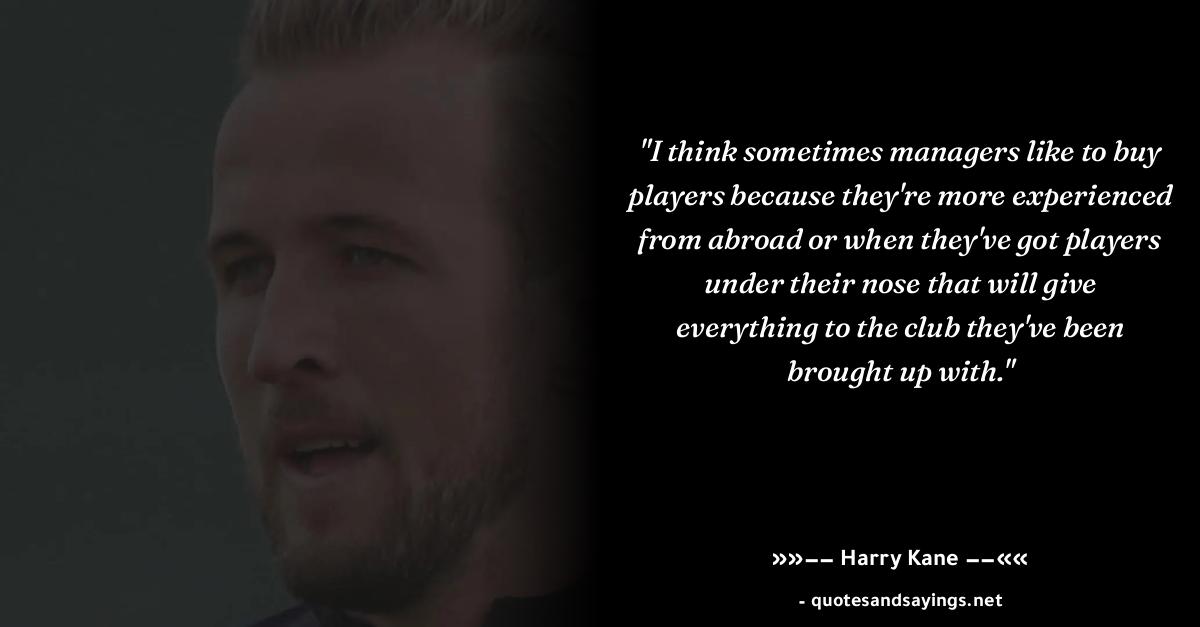 "I think sometimes managers like to buy
players because they're more experienced
from abroad or when they've got players
under their nose that will give
everything to the club they've been
brought up with."
»»−− Harry Kane −−««
- quotesandsayings.net